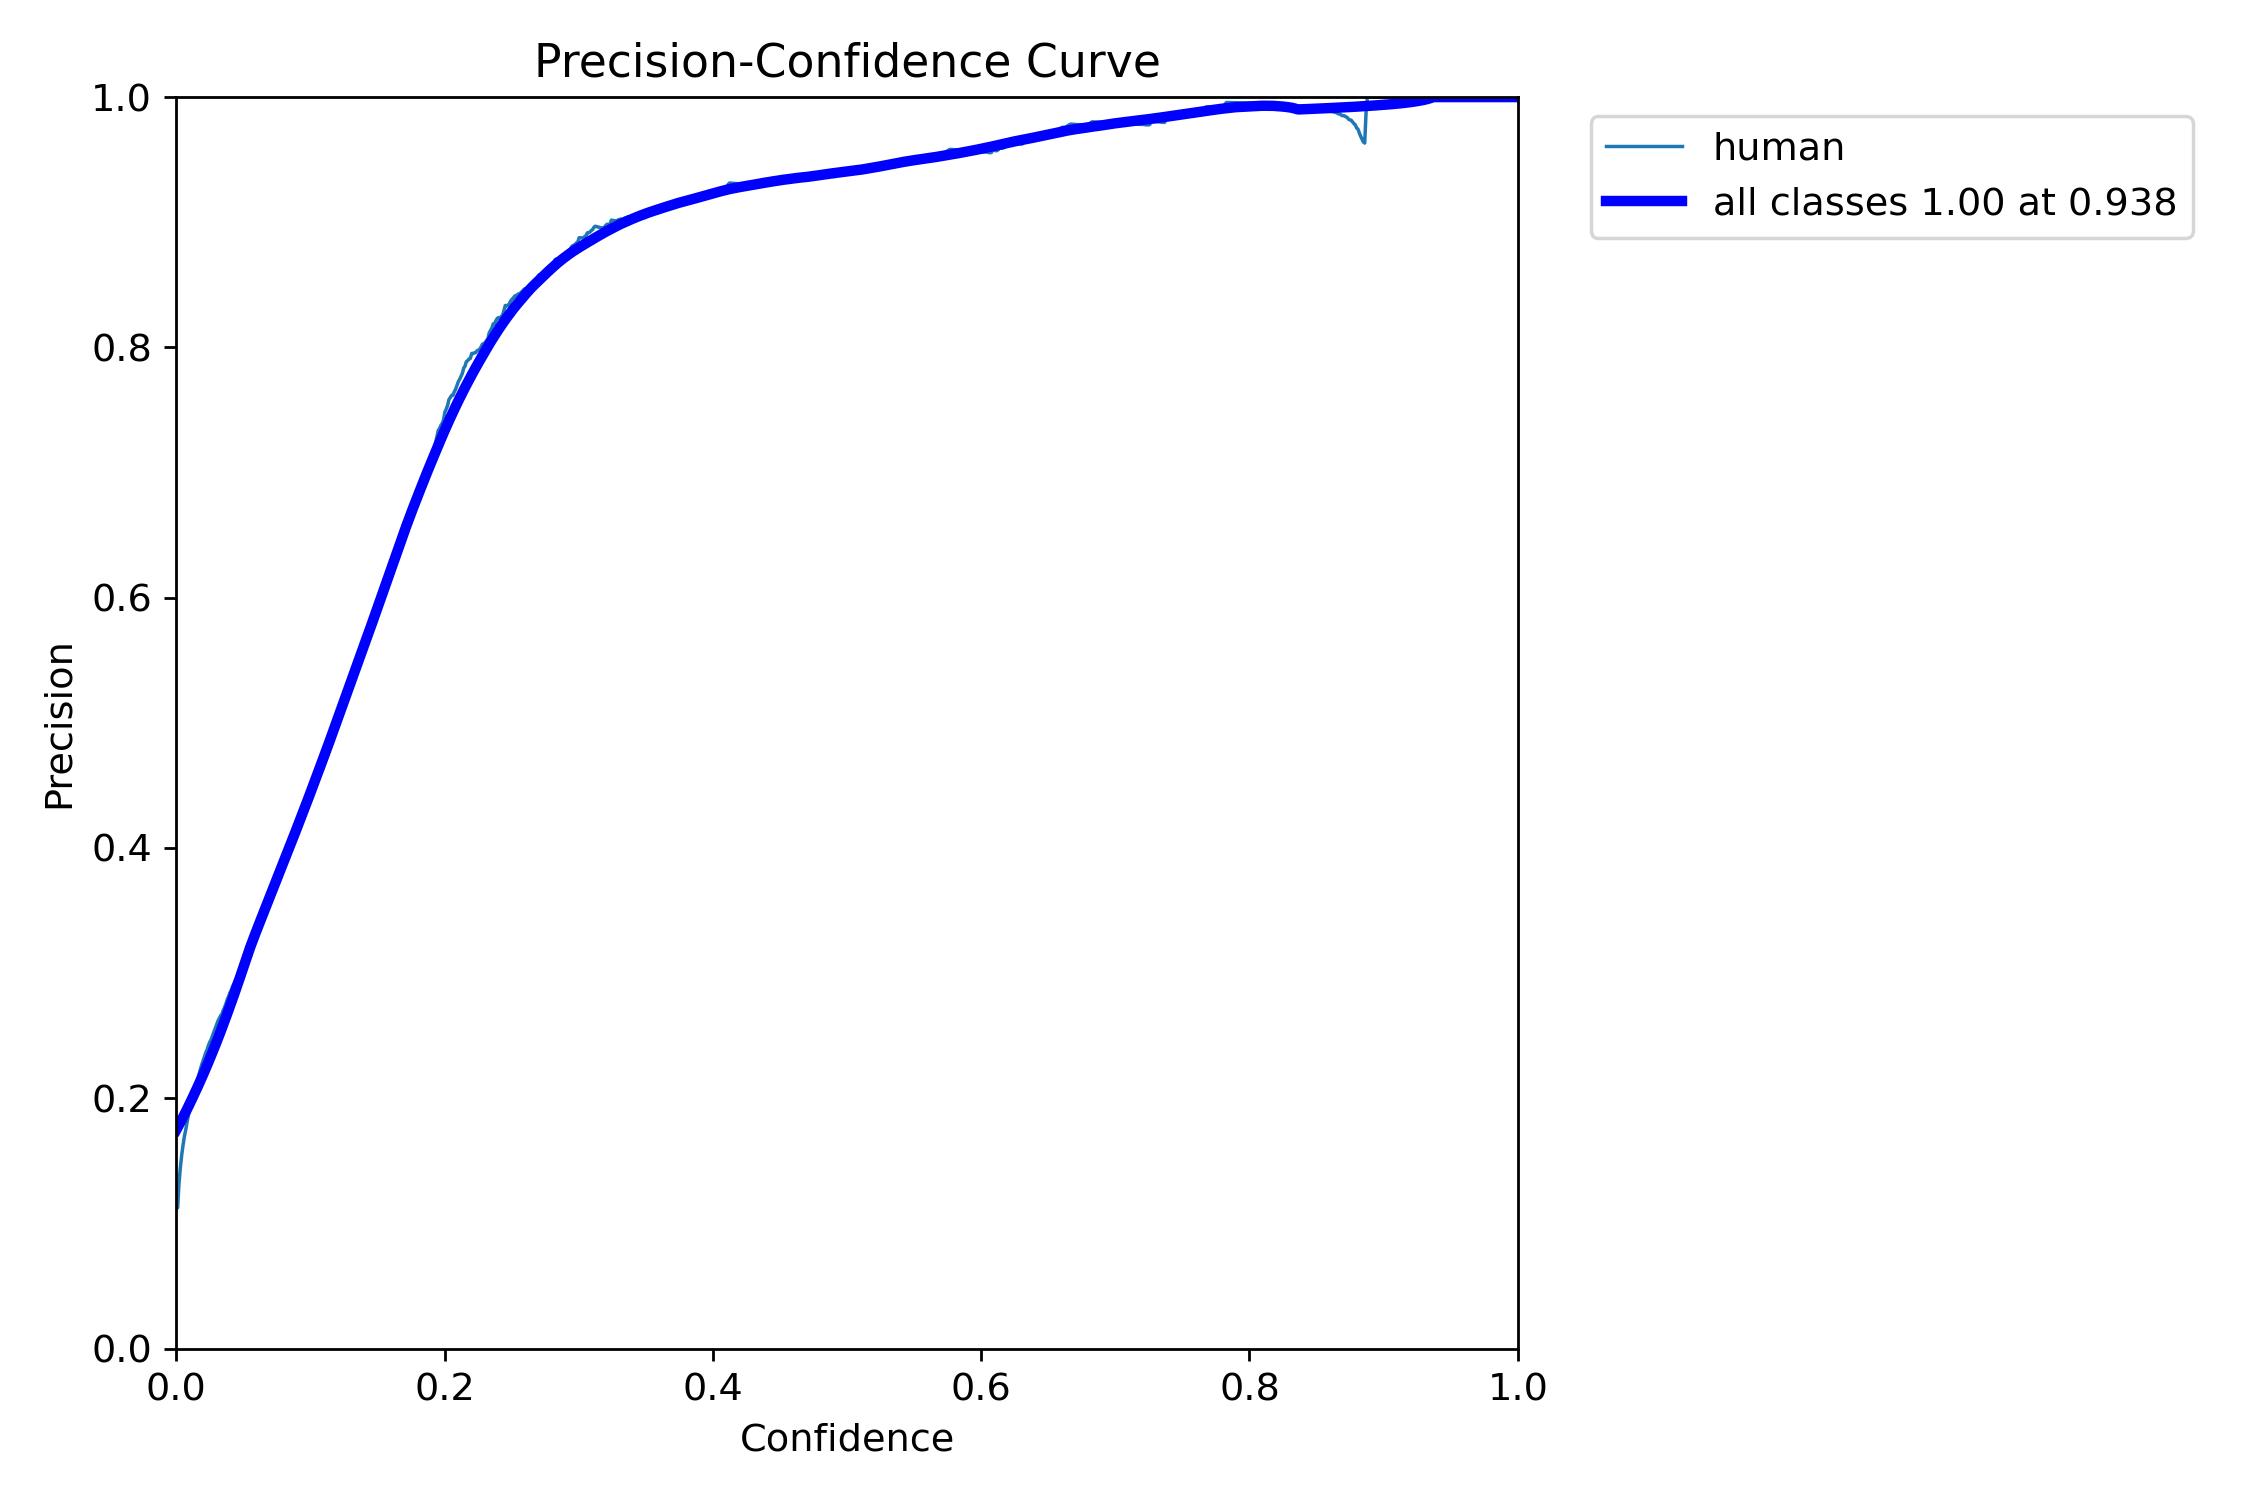 Precision-Confidence Curve
1.0
0.8
0.6
0.4
0.2
0.0
Precision
0.0 0.2 0.4 0.6 0.8 1.0
Confidence
human
all classes 1.00 at 0.938